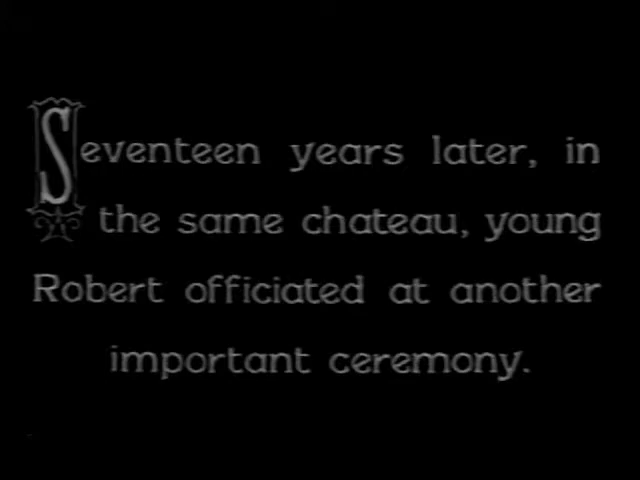 Seventeen years later, in
the same chateau, young
Robert officiated at another
important ceremony.